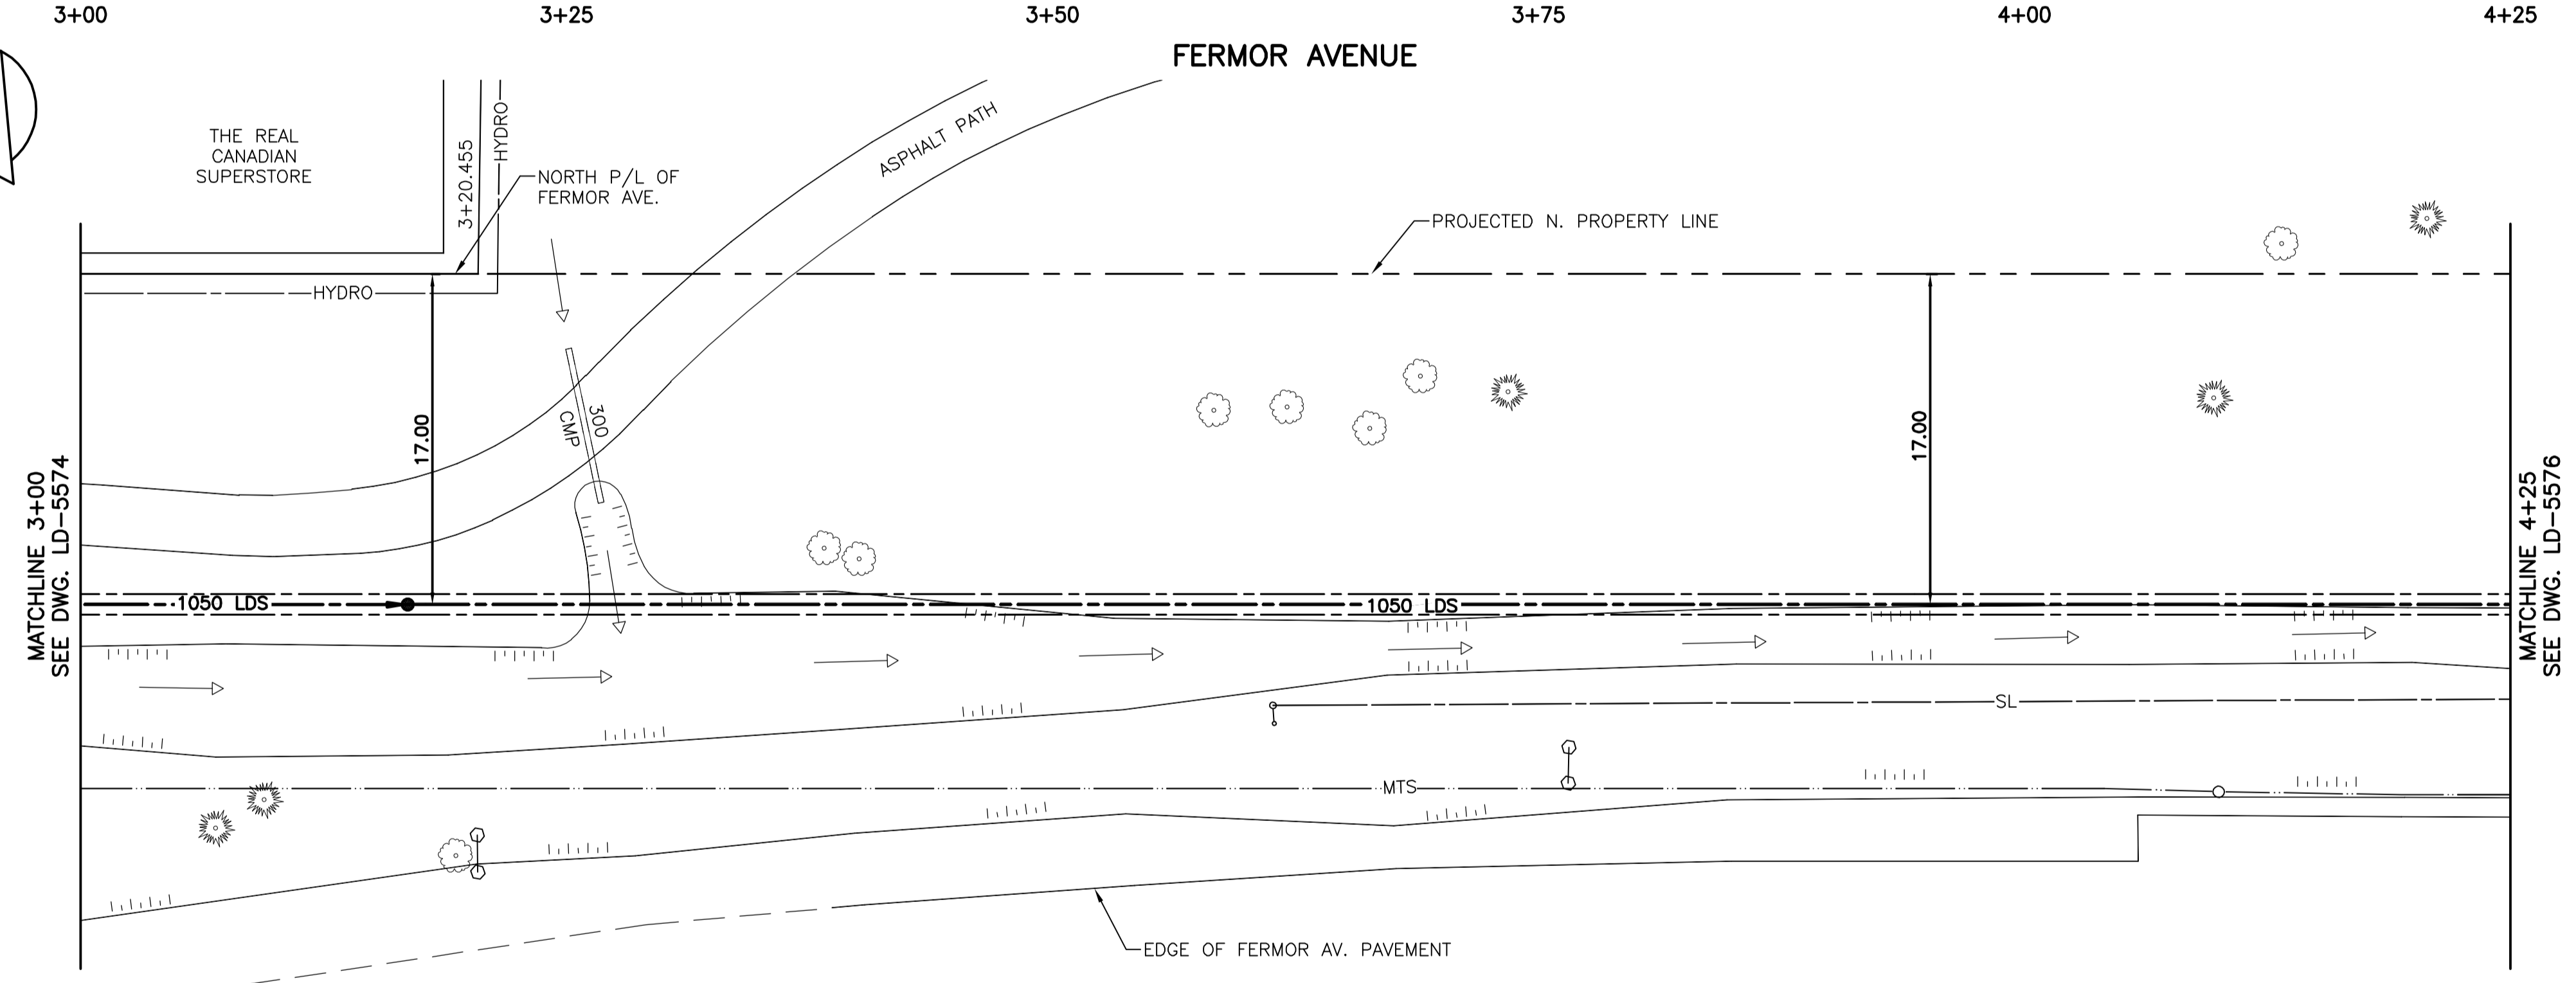 3+00 3+25 3+50 3+75 4+00 4+25
FERMOR AVENUE
THE REAL
CANADIAN
SUPERSTORE
3+20.455
HYDRO
NORTH P/L OF
FERMOR AVE.
ASPHALT PATH
PROJECTED N. PROPERTY LINE
HYDRO
300
CMP
17.00
17.00
MATCHLINE 3+00
SEE DWG. LD-5574
MATCHLINE 4+25
SEE DWG. LD-5576
1050 LDS
1050 LDS
SL
MTS
EDGE OF FERMOR AV. PAVEMENT